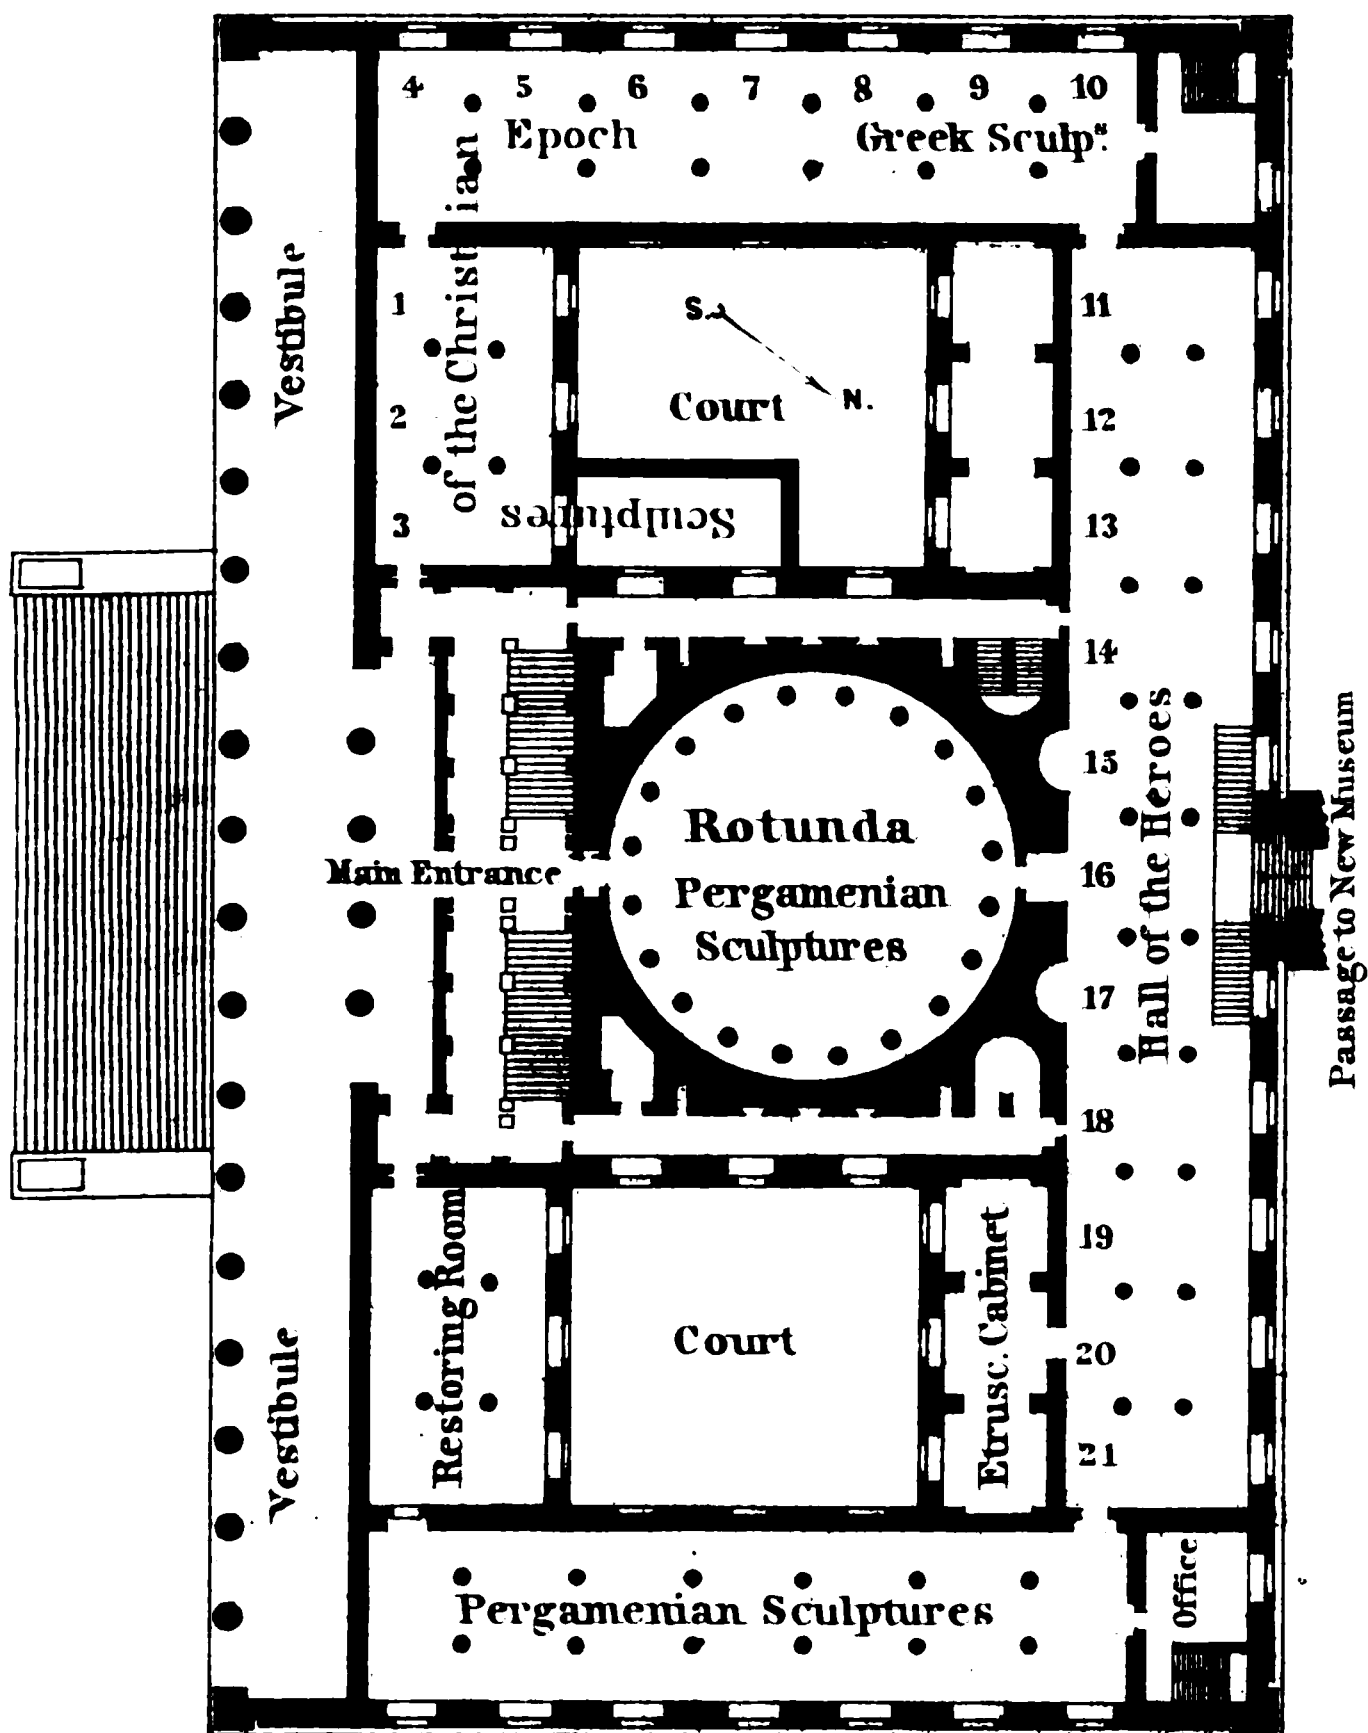 4 5 6 7 8 9 10
Epoch
Greek Sculp.s
Vestibule
1
2
3
of the Christian
Sculptures
S.
N.
Court
11
12
13
14
15
16
17
18
19
20
21
Main Entrance
Rotunda
Pergamenian
Sculptures
Hall of the Heroes
Passage to New Museum
Vestibule
Restoring Room
Court
Etrusc. Cabinet
Pergamenian Sculptures
Office